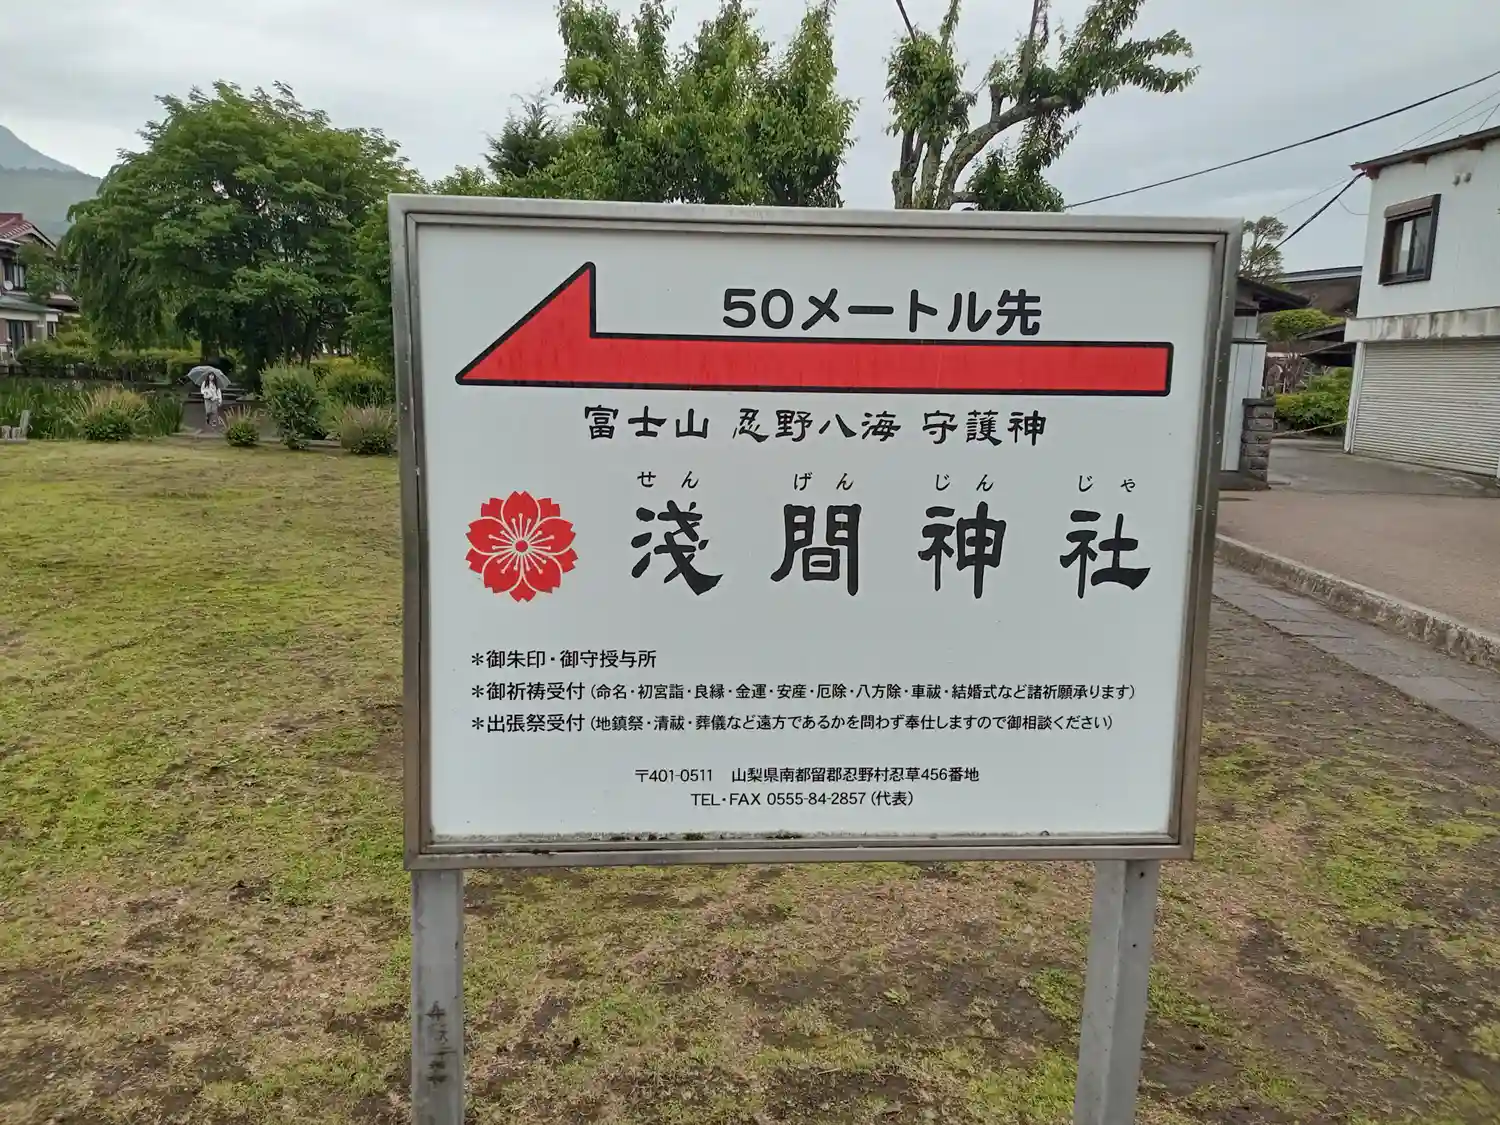 50メートル先
富士山 忍野八海 守護神
せん げん じん じゃ
淺間神社
＊御朱印・御守授与所
＊御祈祷受付（命名・初宮詣・良縁・金運・安産・厄除・八方除・車祓・結婚式など諸祈願承ります）
＊出張祭受付（地鎮祭・清祓・葬儀など遠方であるかを問わず奉仕しますので御相談ください）
〒401-0511 山梨県南都留郡忍野村忍草456番地
TEL・FAX 0555-84-2857（代表）